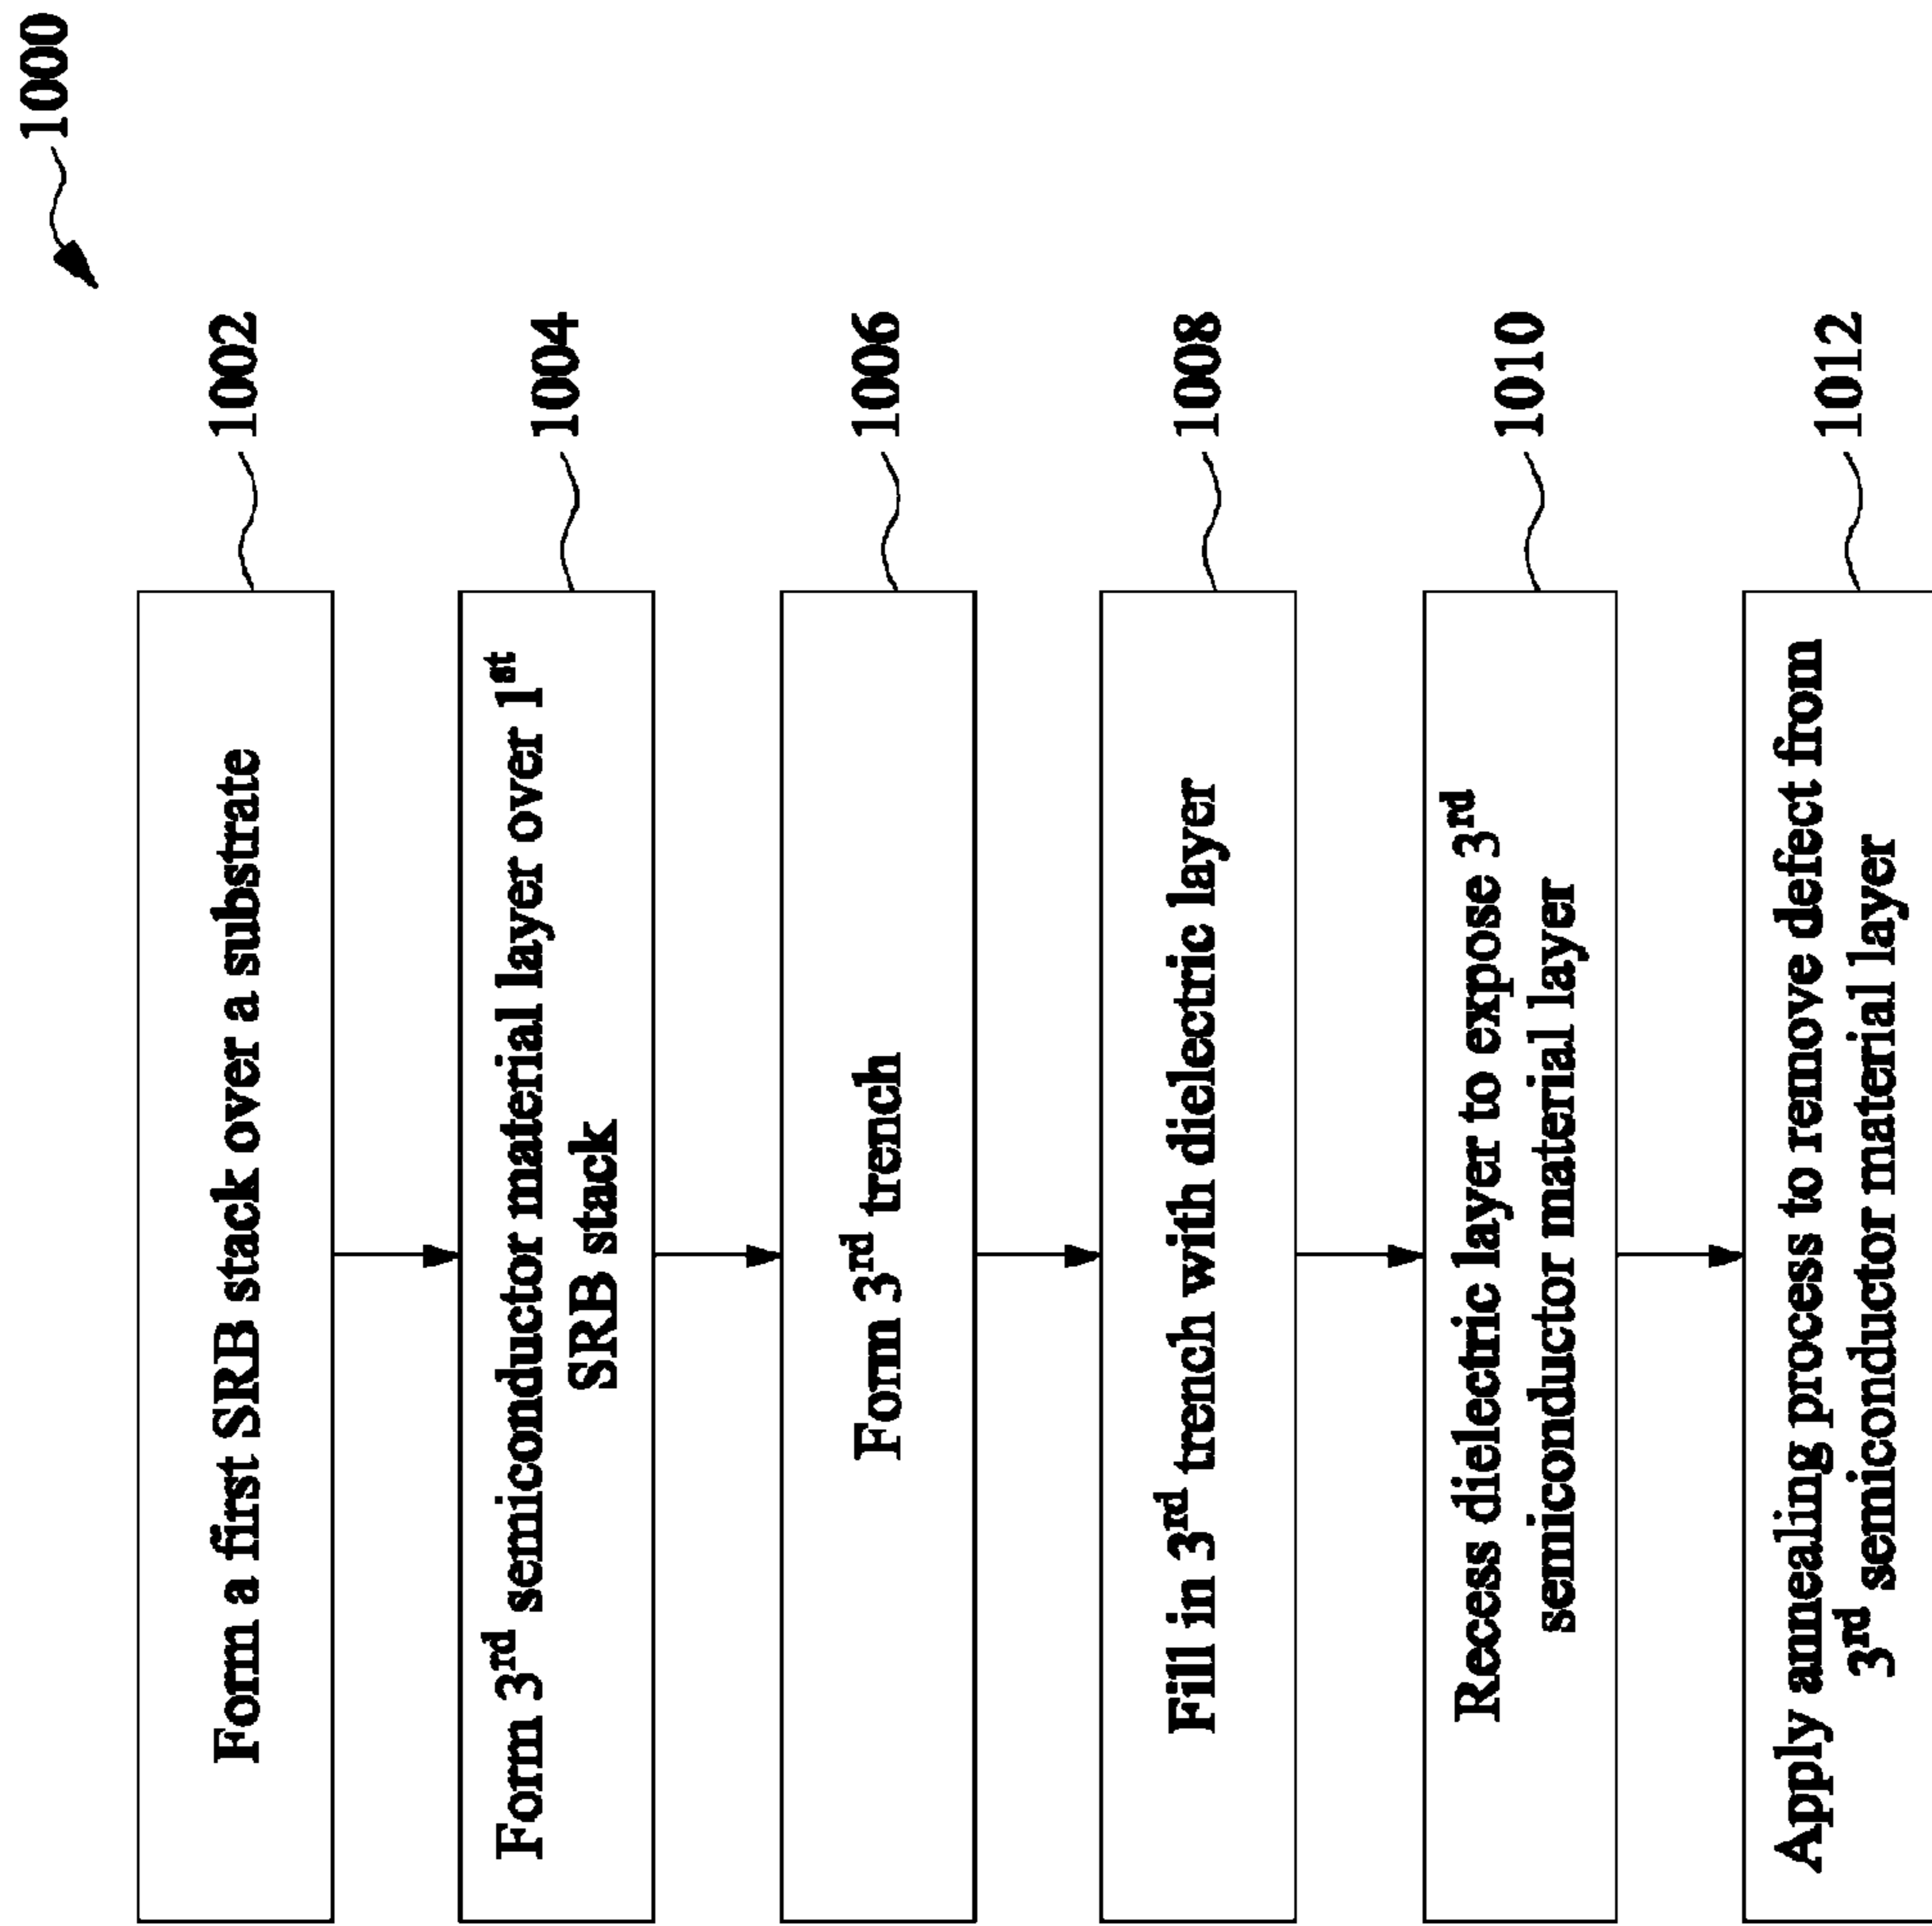 1000
Form a first SRB stack over a substrate
1002
Form 3rd semiconductor material layer over 1st
SRB stack
1004
Form 3rd trench
1006
Fill in 3rd trench with dielectric layer
1008
Recess dielectric layer to expose 3rd
semiconductor material layer
1010
Apply annealing process to remove defect from
3rd semiconductor material layer
1012